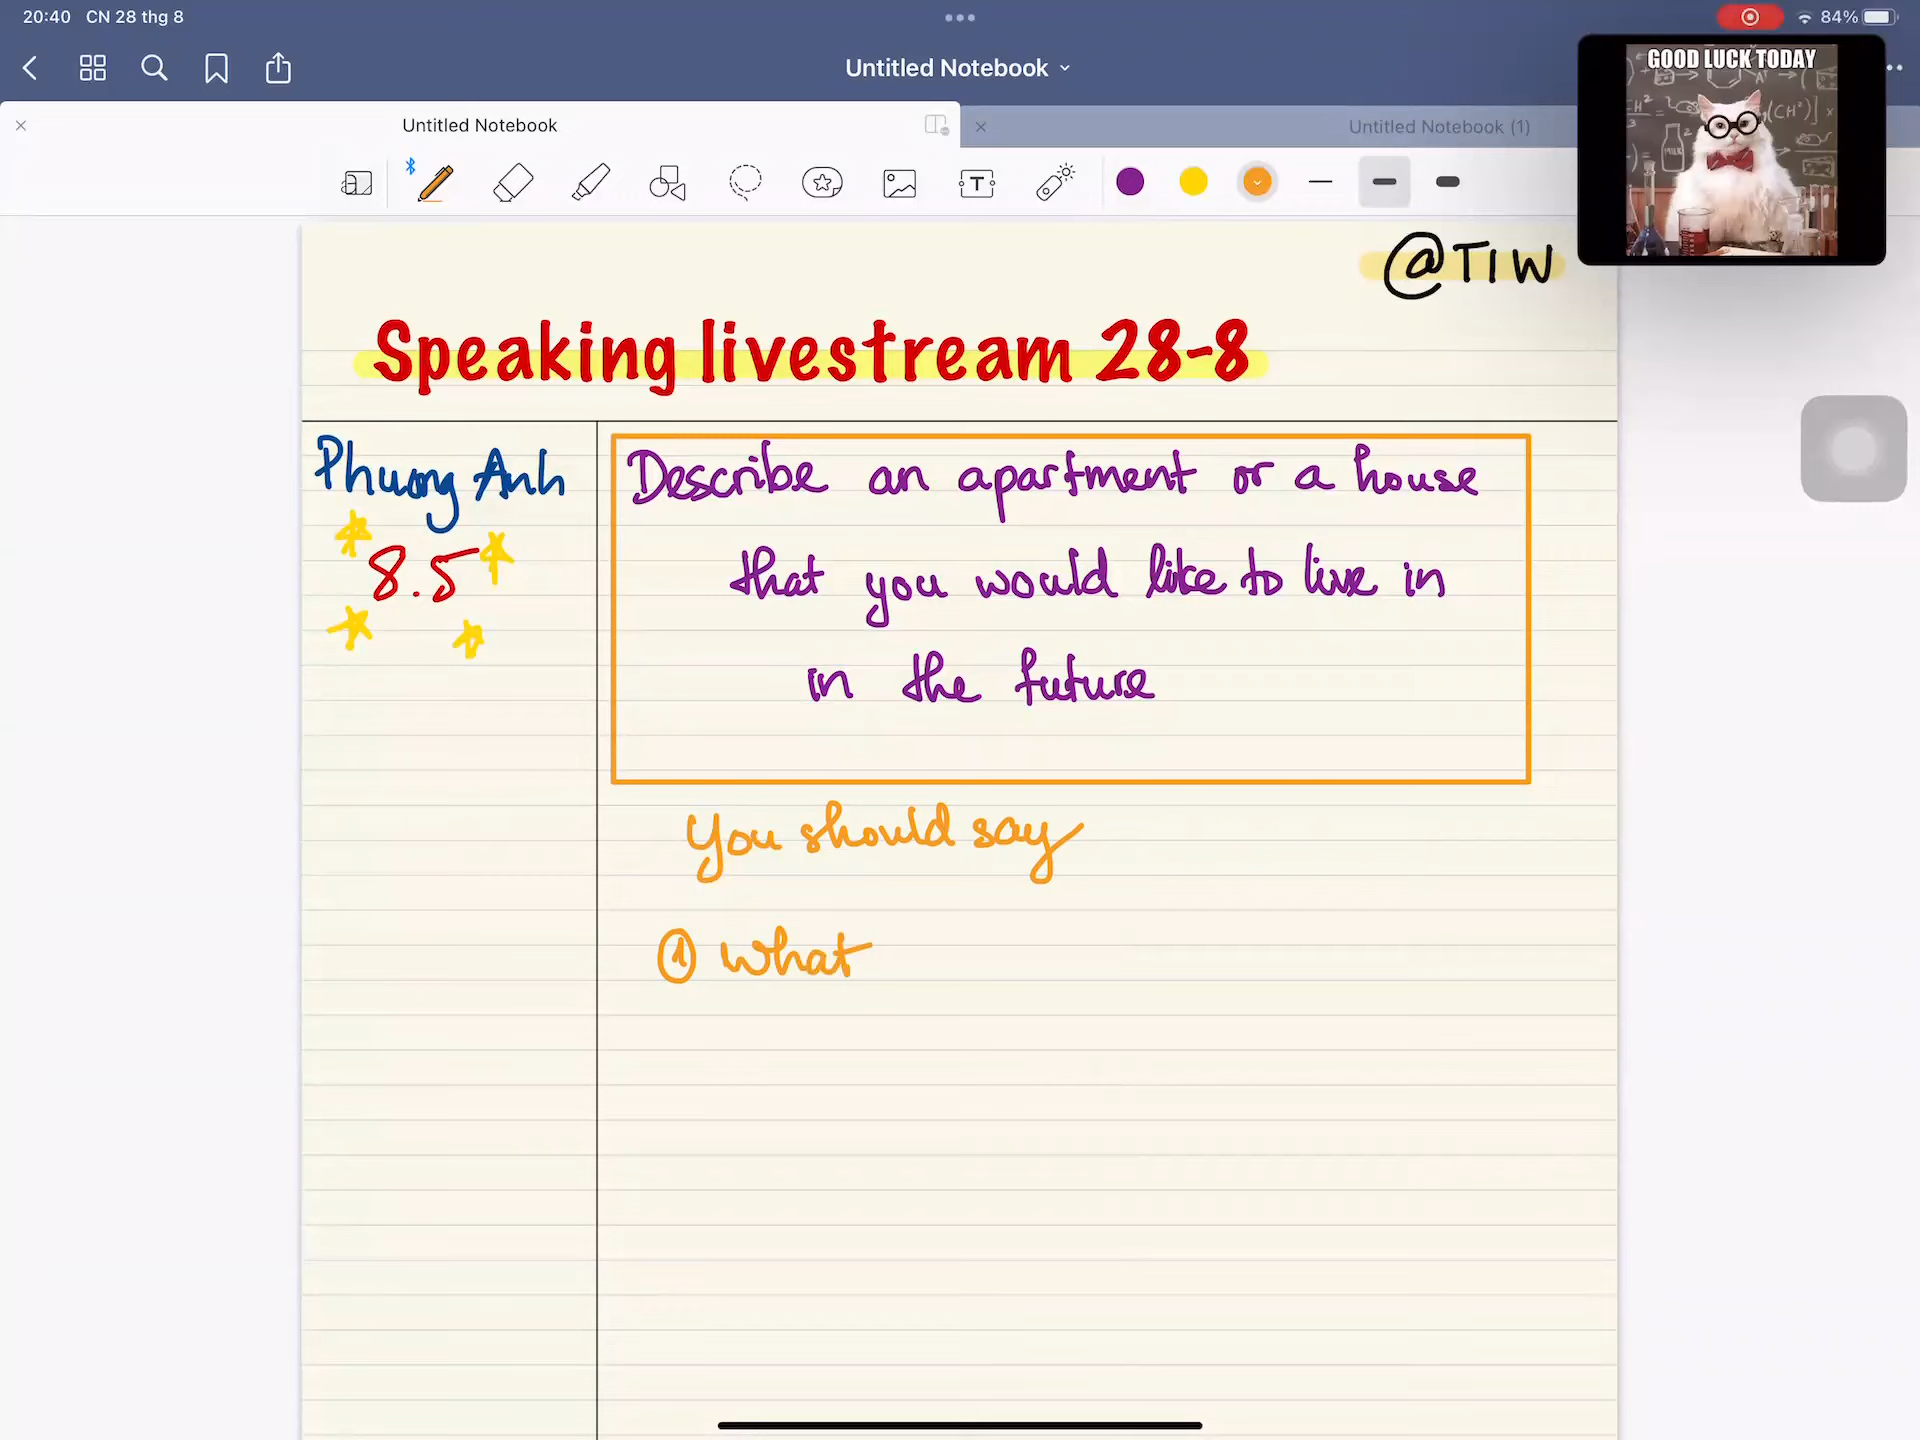 20:40 CN 28 thg 8
84%
Untitled Notebook
GOOD LUCK TODAY
Untitled Notebook
Untitled Notebook (1)
@TIW
Speaking livestream 28-8
Phuong Anh
8.5
Describe an apartment or a house
that you would like to live in
in the future
You should say
1 What